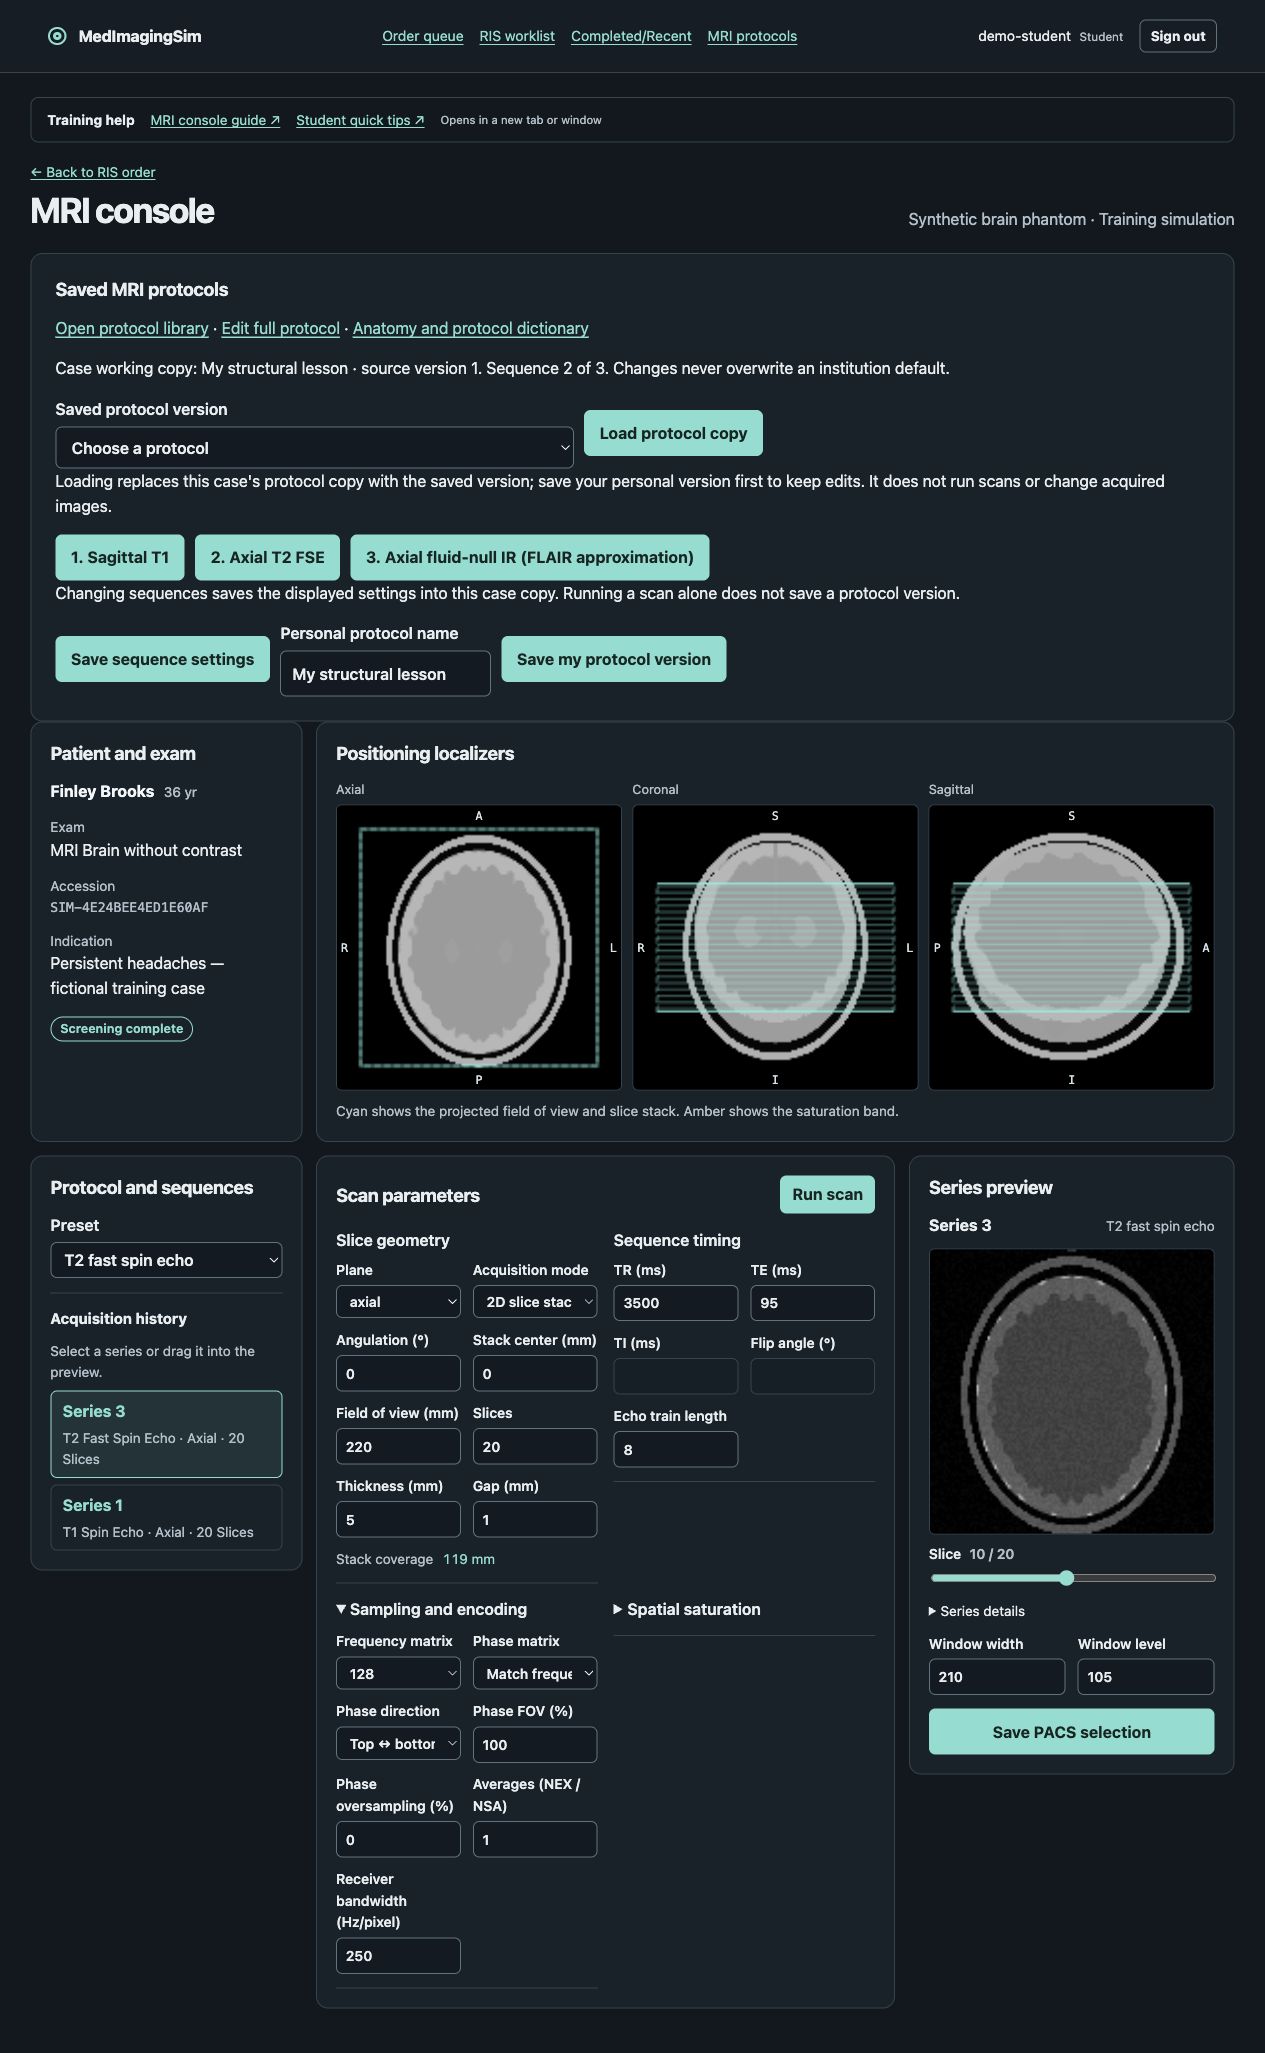 MedImagingSim
Order queue
RIS worklist
Completed/Recent
MRI protocols
demo-student Student
Sign out
Training help
MRI console guide ↗
Student quick tips ↗
Opens in a new tab or window
← Back to RIS order
MRI console
Synthetic brain phantom · Training simulation
Saved MRI protocols
Open protocol library · Edit full protocol · Anatomy and protocol dictionary
Case working copy: My structural lesson · source version 1. Sequence 2 of 3. Changes never overwrite an institution default.
Saved protocol version
Choose a protocol
Load protocol copy
Loading replaces this case's protocol copy with the saved version; save your personal version first to keep edits. It does not run scans or change acquired
images.
1. Sagittal T1
2. Axial T2 FSE
3. Axial fluid-null IR (FLAIR approximation)
Changing sequences saves the displayed settings into this case copy. Running a scan alone does not save a protocol version.
Save sequence settings
Personal protocol name
My structural lesson
Save my protocol version
Patient and exam
Finley Brooks 36 yr
Exam
MRI Brain without contrast
Accession
SIM-4E24BEE4ED1E60AF
Indication
Persistent headaches —
fictional training case
Screening complete
Positioning localizers
Axial
A
R
L
P
Coronal
S
R
L
I
Sagittal
S
P
A
I
Cyan shows the projected field of view and slice stack. Amber shows the saturation band.
Protocol and sequences
Preset
T2 fast spin echo
Acquisition history
Select a series or drag it into the
preview.
Series 3
T2 Fast Spin Echo · Axial · 20
Slices
Series 1
T1 Spin Echo · Axial · 20 Slices
Scan parameters
Run scan
Slice geometry
Plane
axial
Acquisition mode
2D slice stac
Angulation (°)
0
Stack center (mm)
0
Field of view (mm)
220
Slices
20
Thickness (mm)
5
Gap (mm)
1
Stack coverage 119 mm
Sequence timing
TR (ms)
3500
TE (ms)
95
TI (ms)
Flip angle (°)
Echo train length
8
▼ Sampling and encoding
Frequency matrix
128
Phase matrix
Match freque
Phase direction
Top ↔ bottor
Phase FOV (%)
100
Phase
oversampling (%)
0
Averages (NEX /
NSA)
1
Receiver
bandwidth
(Hz/pixel)
250
▶ Spatial saturation
Series preview
Series 3
T2 fast spin echo
Slice 10 / 20
▶ Series details
Window width
210
Window level
105
Save PACS selection